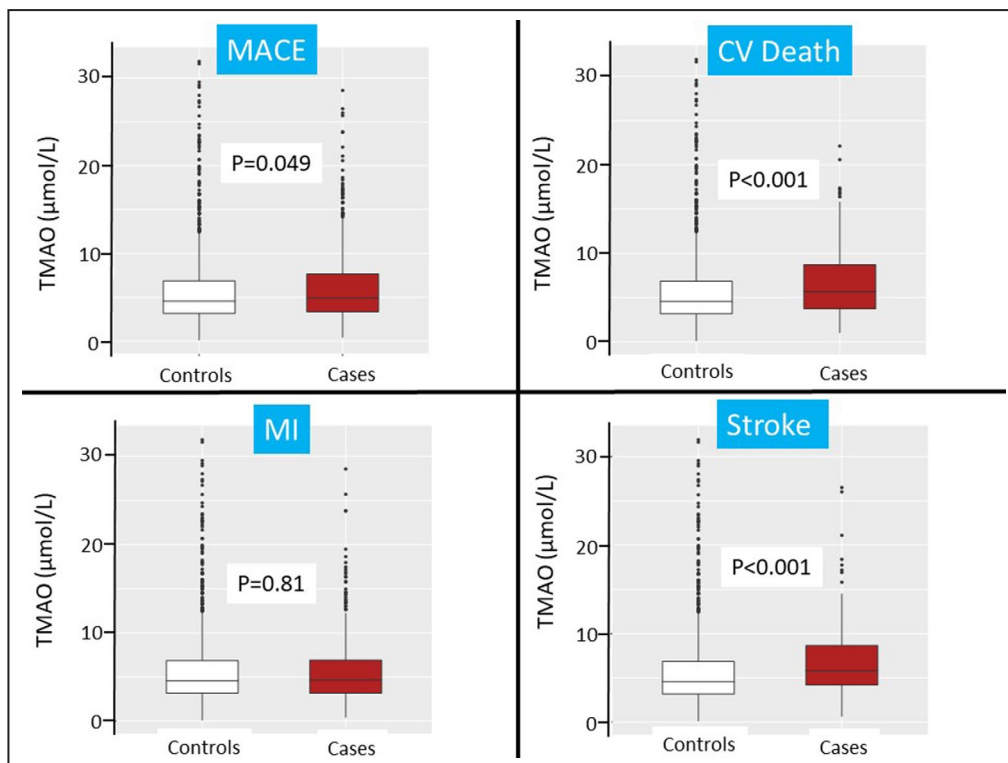 MACE
TMAO (µmol/L)
30
20
10
0
P=0.049
Controls Cases
CV Death
TMAO (µmol/L)
30
20
10
0
P<0.001
Controls Cases
MI
TMAO (µmol/L)
30
20
10
0
P=0.81
Controls Cases
Stroke
TMAO (µmol/L)
30
20
10
0
P<0.001
Controls Cases